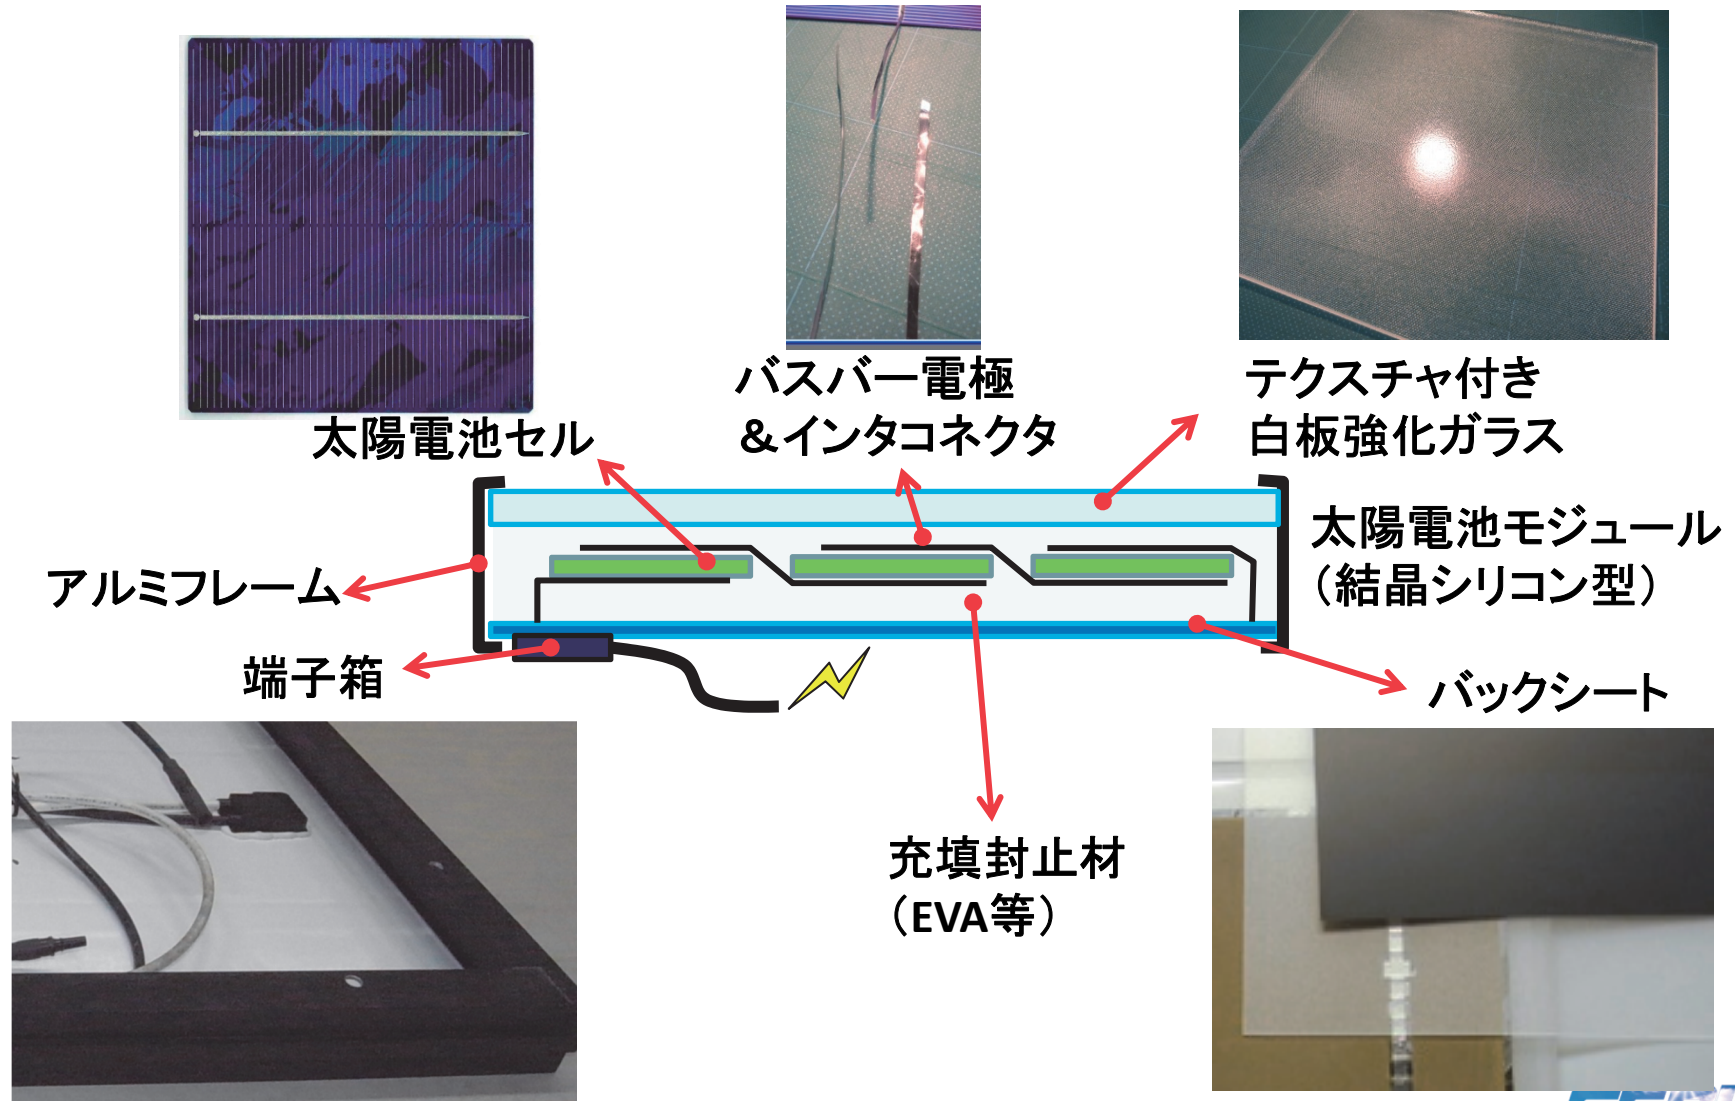 太陽電池セル
バスバー電極
＆インタコネクタ
テクスチャ付き
白板強化ガラス
太陽電池モジュール
（結晶シリコン型）
アルミフレーム
端子箱
バックシート
充填封止材
（EVA等）